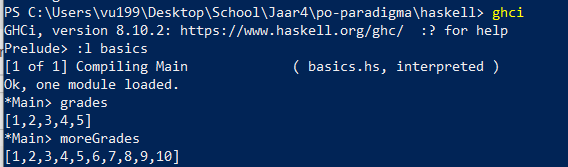 PS C:\Users\vu199\Desktop\School\Jaar4\po-paradigma\haskell> ghci
GHCi, version 8.10.2: https://www.haskell.org/ghc/  :? for help
Prelude> :l basics
[1 of 1] Compiling Main             ( basics.hs, interpreted )
Ok, one module loaded.
*Main> grades
[1,2,3,4,5]
*Main> moreGrades
[1,2,3,4,5,6,7,8,9,10]